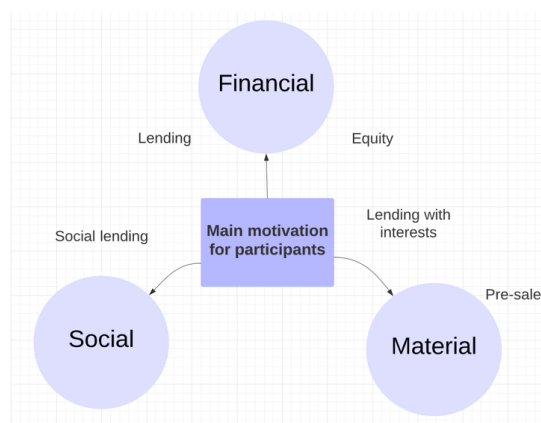 Financial
Lending
Equity
Main motivation
for participants
Lending with
interests
Social lending
Pre-sale
Social
Material